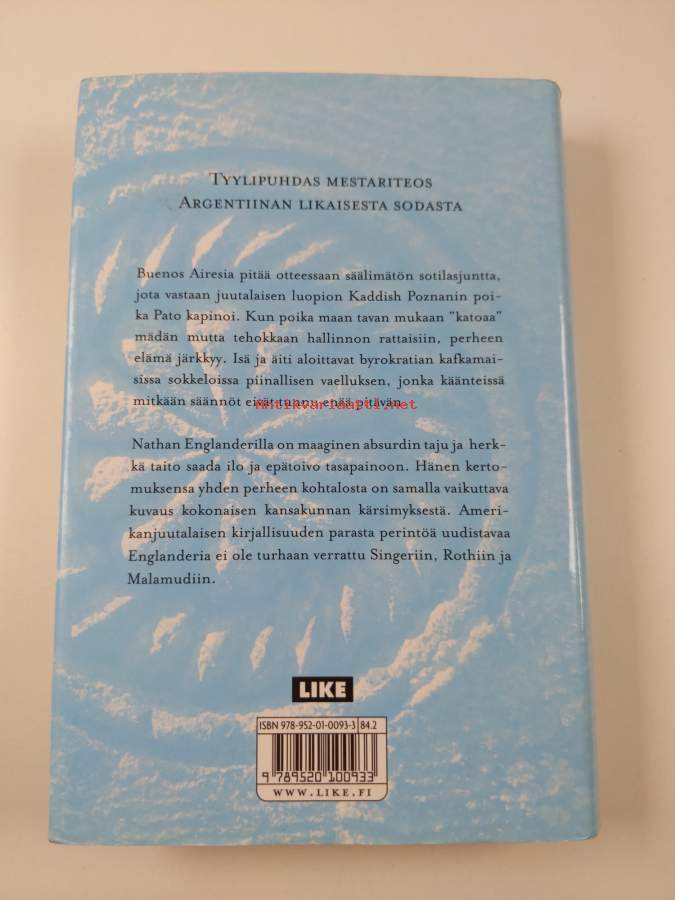 Tyylipuhdas mestariteos
Argentiinan likaisesta sodasta
Buenos Airesia pitää otteessaan säälimätön sotilasjuntta,
jota vastaan juutalaisen luopion Kaddish Poznanin poi-
ka Pato kapinoi. Kun poika maan tavan mukaan "katoaa"
mädän mutta tehokkaan hallinnon rattaisiin, perheen
elämä järkkyy. Isä ja äiti aloittavat byrokratian kafkamai-
sissa sokkeloissa piinallisen vaelluksen, jonka käänteissä
mitkään säännöt eivät tunnu enää pitävän.
antikvariaatti.net
Nathan Englanderilla on maaginen absurdin taju ja herk-
kä taito saada ilo ja epätoivo tasapainoon. Hänen kerto-
muksensa yhden perheen kohtalosta on samalla vaikuttava
kuvaus kokonaisen kansakunnan kärsimyksestä. Ameri-
kanjuutalaisen kirjallisuuden parasta perintöä uudistavaa
Englanderia ei ole turhaan verrattu Singeriin, Rothiin ja
Malamudiin.
LIKE
ISBN 978-952-01-0093-3 84.2
9 789520 100933
WWW.LIKE.FI